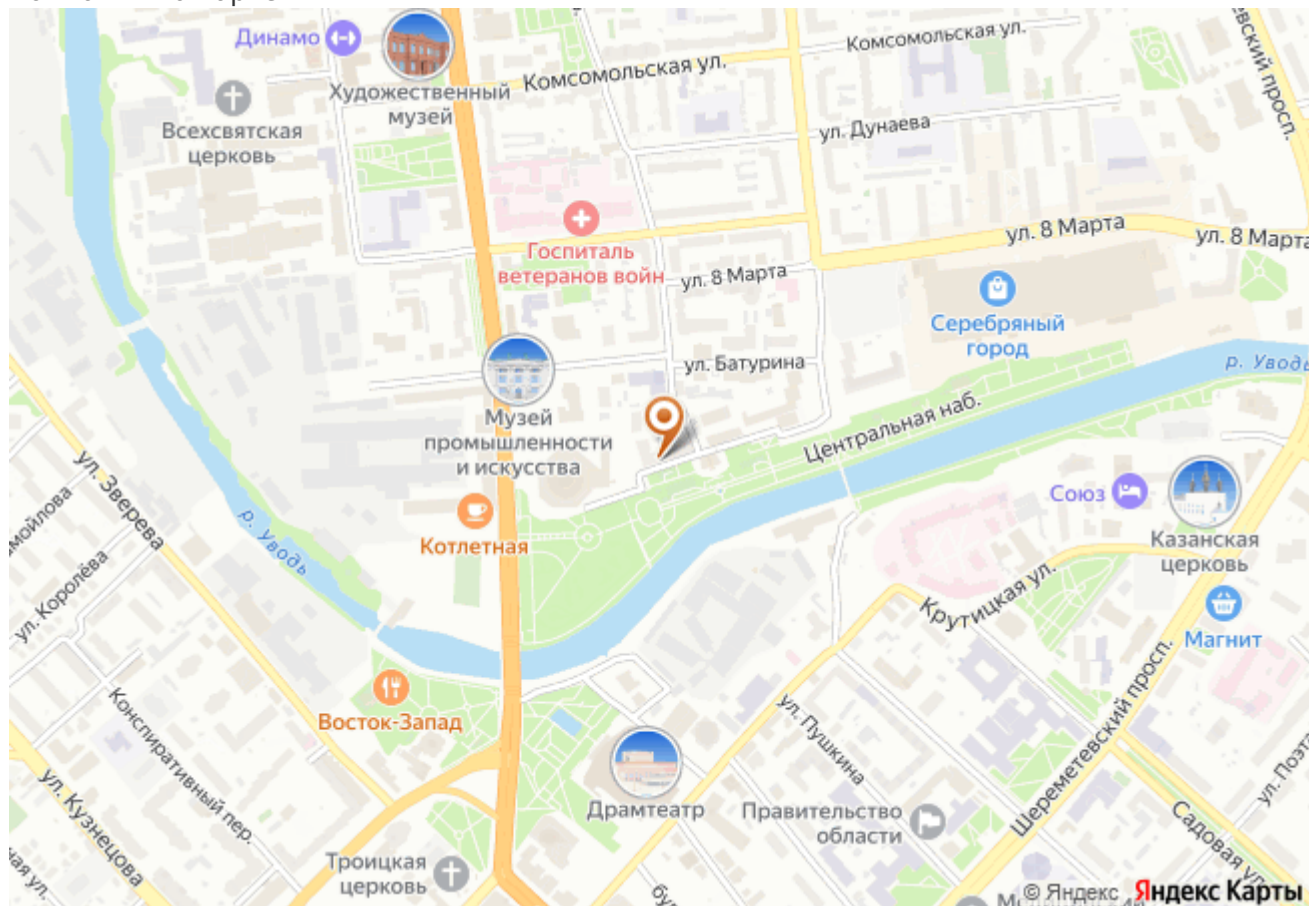 Динамо
Художественный
музей
Всехсвятская
церковь
Комсомольская ул.
Комсомольская ул.
ул. Дунаева
ул. 8 Марта
ул. 8 Марта
Госпиталь
ветеранов войн
ул. 8 Марта
Серебряный
город
ул. Батурина
р. Уводь
Музей
промышленности
и искусства
Центральная наб.
ул. Зверева
р. Уводь
Котлетная
Союз
Казанская
церковь
ул. Королёва
Крутицкая ул.
Магнит
Восток-Запад
Конспиративный пер.
ул. Пушкина
Шереметевский просп.
ул. Кузнецова
Драмтеатр
Правительство
области
Садовая ул.
Троицкая
церковь
© Яндекс Яндекс Карты